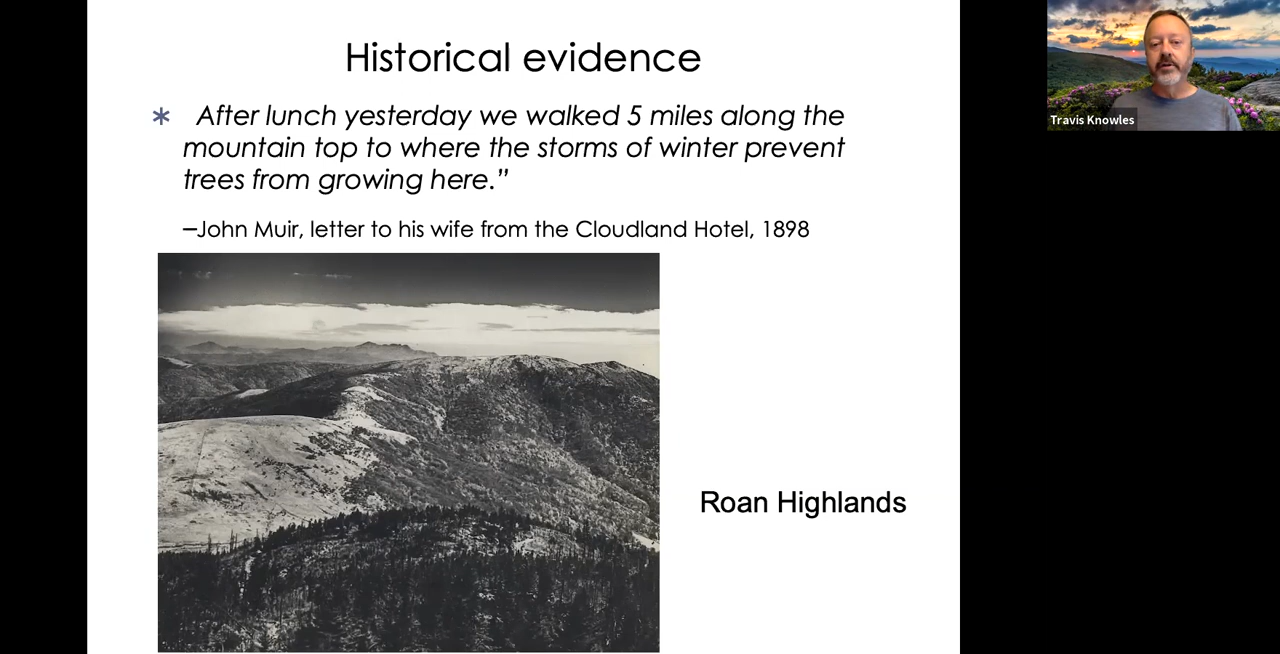 Historical evidence
* After lunch yesterday we walked 5 miles along the
mountain top to where the storms of winter prevent
trees from growing here.”
–John Muir, letter to his wife from the Cloudland Hotel, 1898
Roan Highlands
Travis Knowles